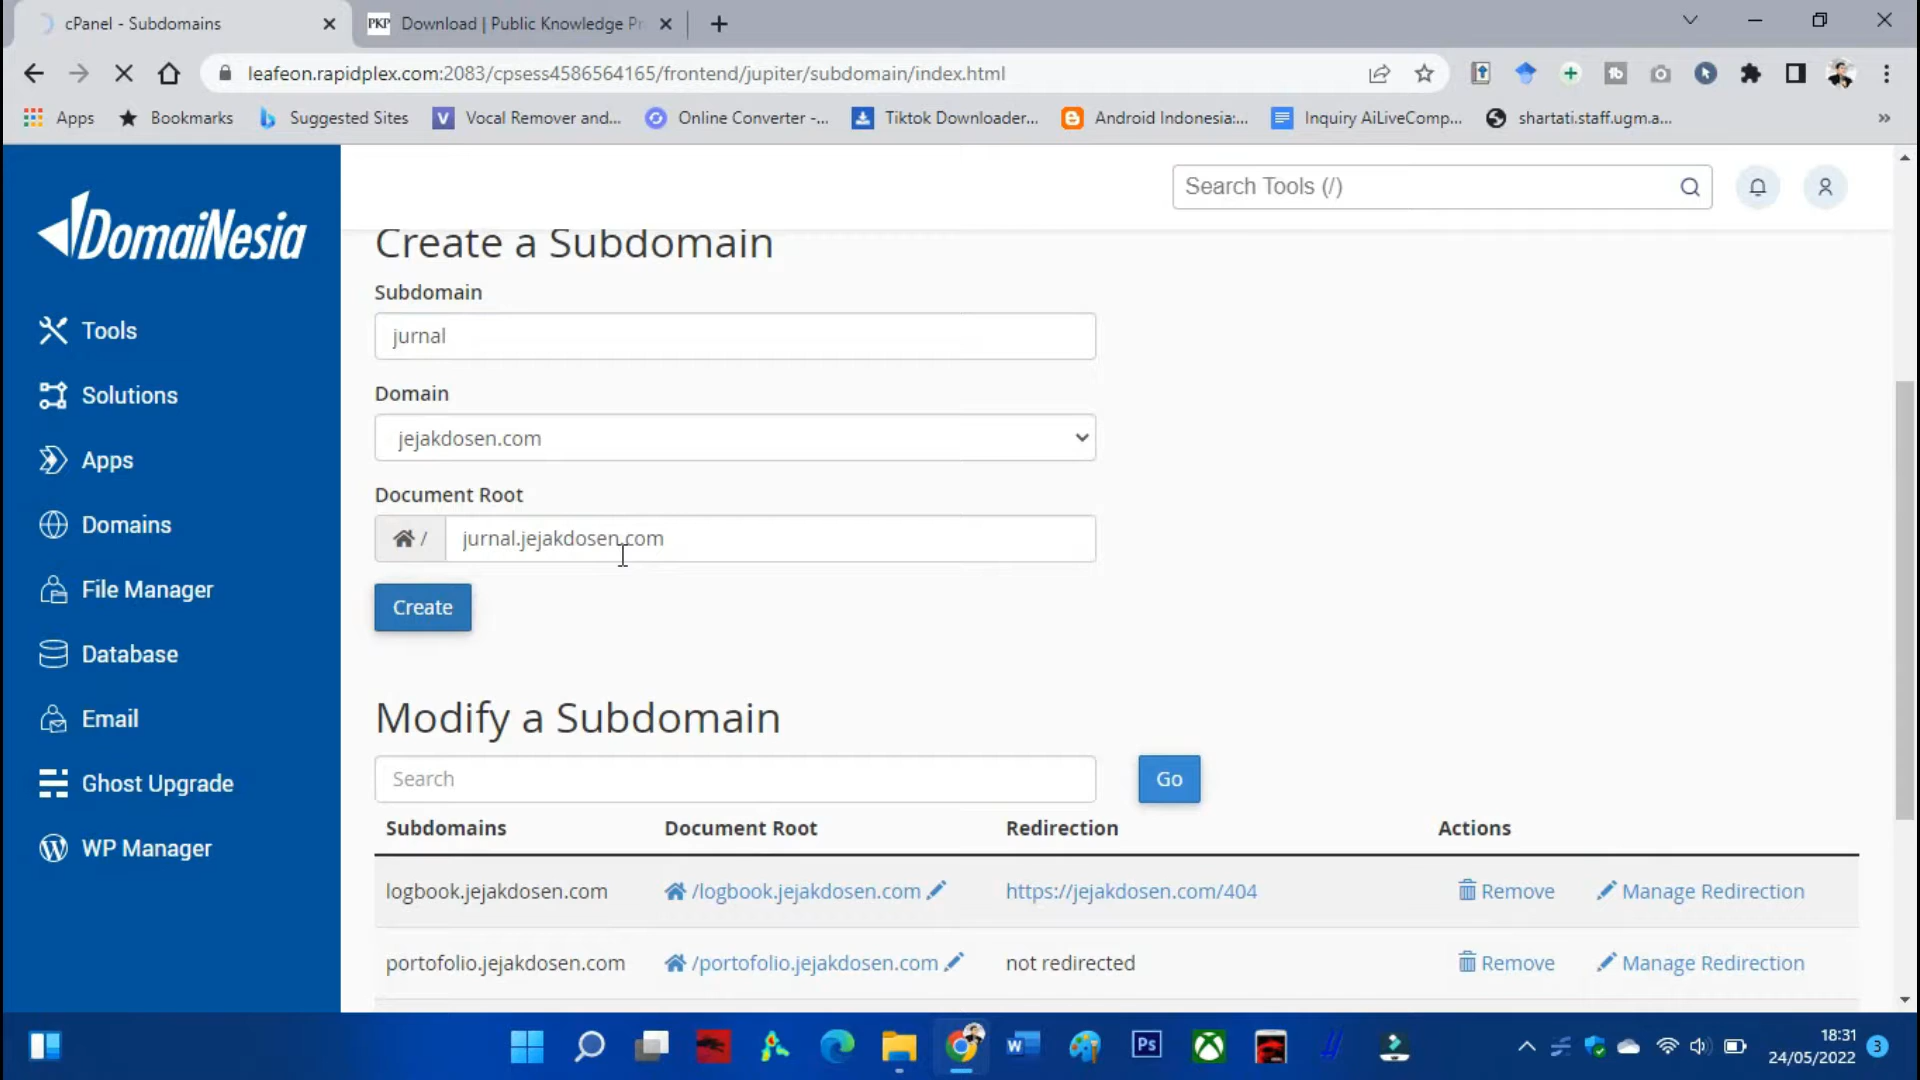 cPanel - Subdomains
PKP Download | Public Knowledge Pr
leafeon.rapidplex.com:2083/cpsess4586564165/frontend/jupiter/subdomain/index.html
Apps
Bookmarks
Suggested Sites
V Vocal Remover and...
Online Converter -...
Tiktok Downloader...
Android Indonesia:...
Inquiry AiLiveComp...
shartati.staff.ugm.a...
»
DomaiNesia
Search Tools (/)
Tools
Solutions
Apps
Domains
File Manager
Database
Email
Ghost Upgrade
WP Manager
Create a Subdomain
Subdomain
jurnal
Domain
jejakdosen.com
Document Root
/ jurnal.jejakdosen.com
Create
Modify a Subdomain
Search
Go
Subdomains Document Root Redirection Actions
logbook.jejakdosen.com /logbook.jejakdosen.com https://jejakdosen.com/404 Remove Manage Redirection
portofolio.jejakdosen.com /portofolio.jejakdosen.com not redirected Remove Manage Redirection
W
Ps
18:31
24/05/2022
3